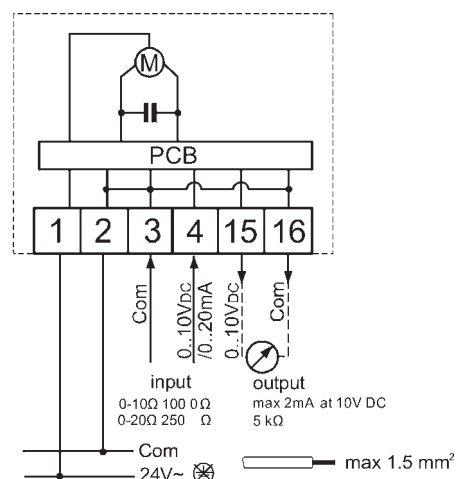 M
PCB
1 2 3 4 15 16
Com
0..10VDC
/0..20mA
0..10VDC
Com
input
0-10Ω 100 0Ω
0-20Ω 250 Ω
output
max 2mA at 10V DC
5 kΩ
Com
24V~
max 1.5 mm²